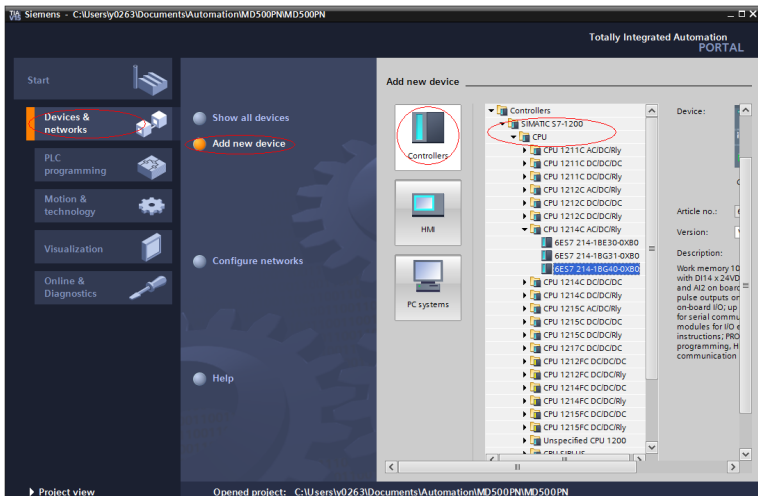 Siemens - C:\Users\y0263\Documents\Automation\MD500PN\MD500PN
Totally Integrated Automation
PORTAL
Start
Devices &
networks
PLC
programming
Motion &
technology
Visualization
Online &
Diagnostics
Project view
Show all devices
Add new device
Configure networks
Help
Add new device
Controllers
HMI
PC systems
Controllers
SIMATIC S7-1200
CPU
CPU 1211C AC/DC/Rly
CPU 1211C DC/DC/DC
CPU 1211C DC/DC/Rly
CPU 1212C AC/DC/Rly
CPU 1212C DC/DC/DC
CPU 1212C DC/DC/Rly
CPU 1214C AC/DC/Rly
6ES7 214-1BE30-0XB0
6ES7 214-1BG31-0XB0
6ES7 214-1BG40-0XB0
CPU 1214C DC/DC/DC
CPU 1214C DC/DC/Rly
CPU 1215C AC/DC/Rly
CPU 1215C DC/DC/DC
CPU 1215C DC/DC/Rly
CPU 1217C DC/DC/DC
CPU 1212FC DC/DC/DC
CPU 1212FC DC/DC/Rly
CPU 1214FC DC/DC/DC
CPU 1214FC DC/DC/Rly
CPU 1215FC DC/DC/DC
CPU 1215FC DC/DC/Rly
Unspecified CPU 1200
CPU SIPLUS
Device:
Article no.:
Version:
Description:
Work memory 10
with DI14 x 24VD
and AI2 on board
pulse outputs on
on-board I/O; up
for serial commu
modules for I/O e
instructions; PRO
programming, H
communication
Opened project: C:\Users\y0263\Documents\Automation\MD500PN\MD500PN